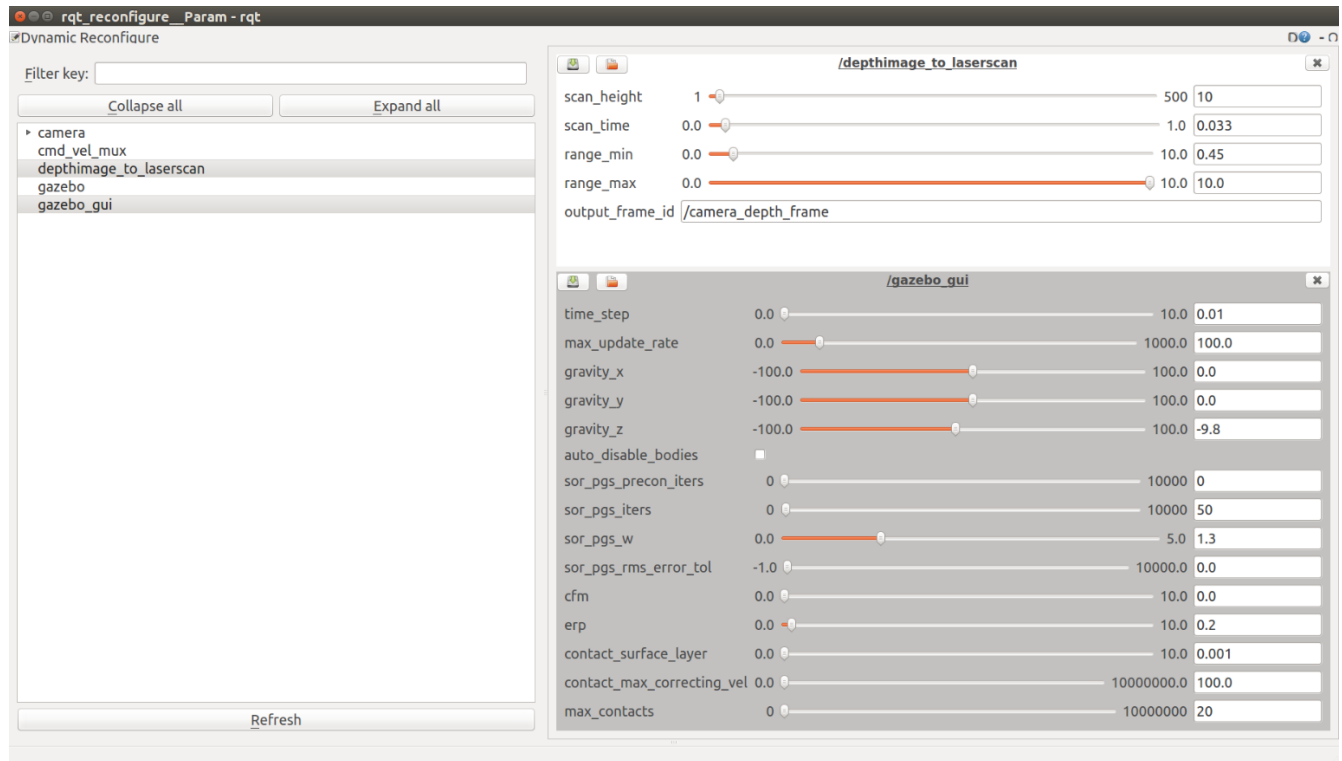 rqt_reconfigure__Param - rqt
Dynamic Reconfigure
D - O
Filter key:
Collapse all Expand all
camera
cmd_vel_mux
depthimage_to_laserscan
gazebo
gazebo_gui
Refresh
/depthimage_to_laserscan
scan_height 1 500 10
scan_time 0.0 1.0 0.033
range_min 0.0 10.0 0.45
range_max 0.0 10.0 10.0
output_frame_id /camera_depth_frame
/gazebo_gui
time_step 0.0 10.0 0.01
max_update_rate 0.0 1000.0 100.0
gravity_x -100.0 100.0 0.0
gravity_y -100.0 100.0 0.0
gravity_z -100.0 100.0 -9.8
auto_disable_bodies
sor_pgs_precon_iters 0 10000 0
sor_pgs_iters 0 10000 50
sor_pgs_w 0.0 5.0 1.3
sor_pgs_rms_error_tol -1.0 10000.0 0.0
cfm 0.0 10.0 0.0
erp 0.0 10.0 0.2
contact_surface_layer 0.0 10.0 0.001
contact_max_correcting_vel 0.0 10000000.0 100.0
max_contacts 0 10000000 20